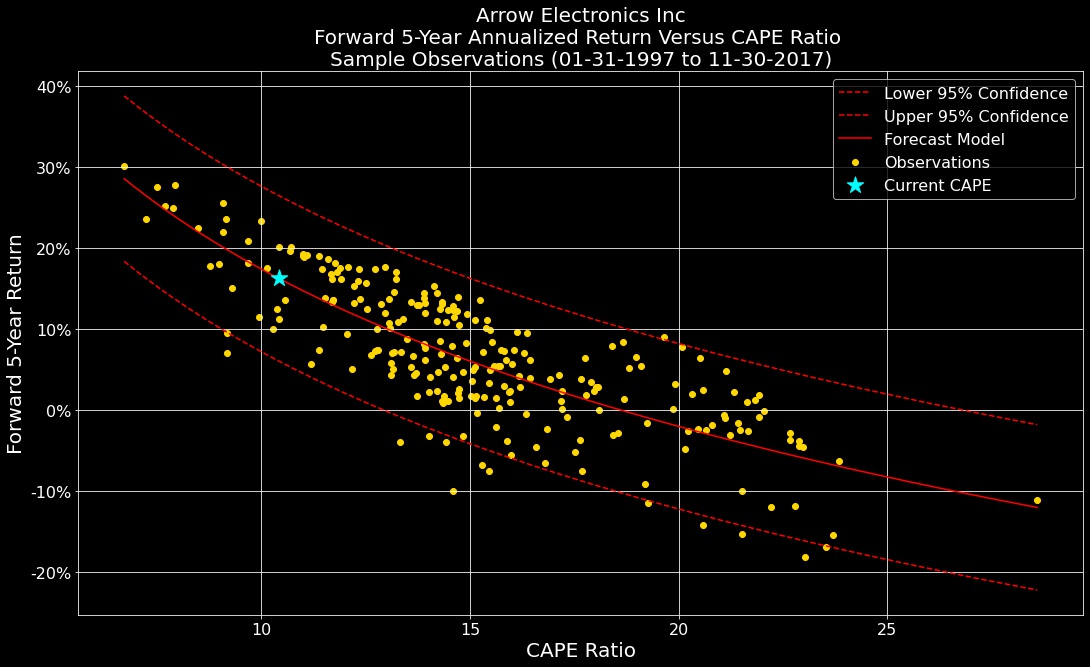 Arrow Electronics Inc
Forward 5-Year Annualized Return Versus CAPE Ratio
Sample Observations (01-31-1997 to 11-30-2017)
Lower 95% Confidence
Upper 95% Confidence
Forecast Model
Observations
Current CAPE
Forward 5-Year Return
40%
30%
20%
10%
0%
-10%
-20%
10 15 20 25
CAPE Ratio